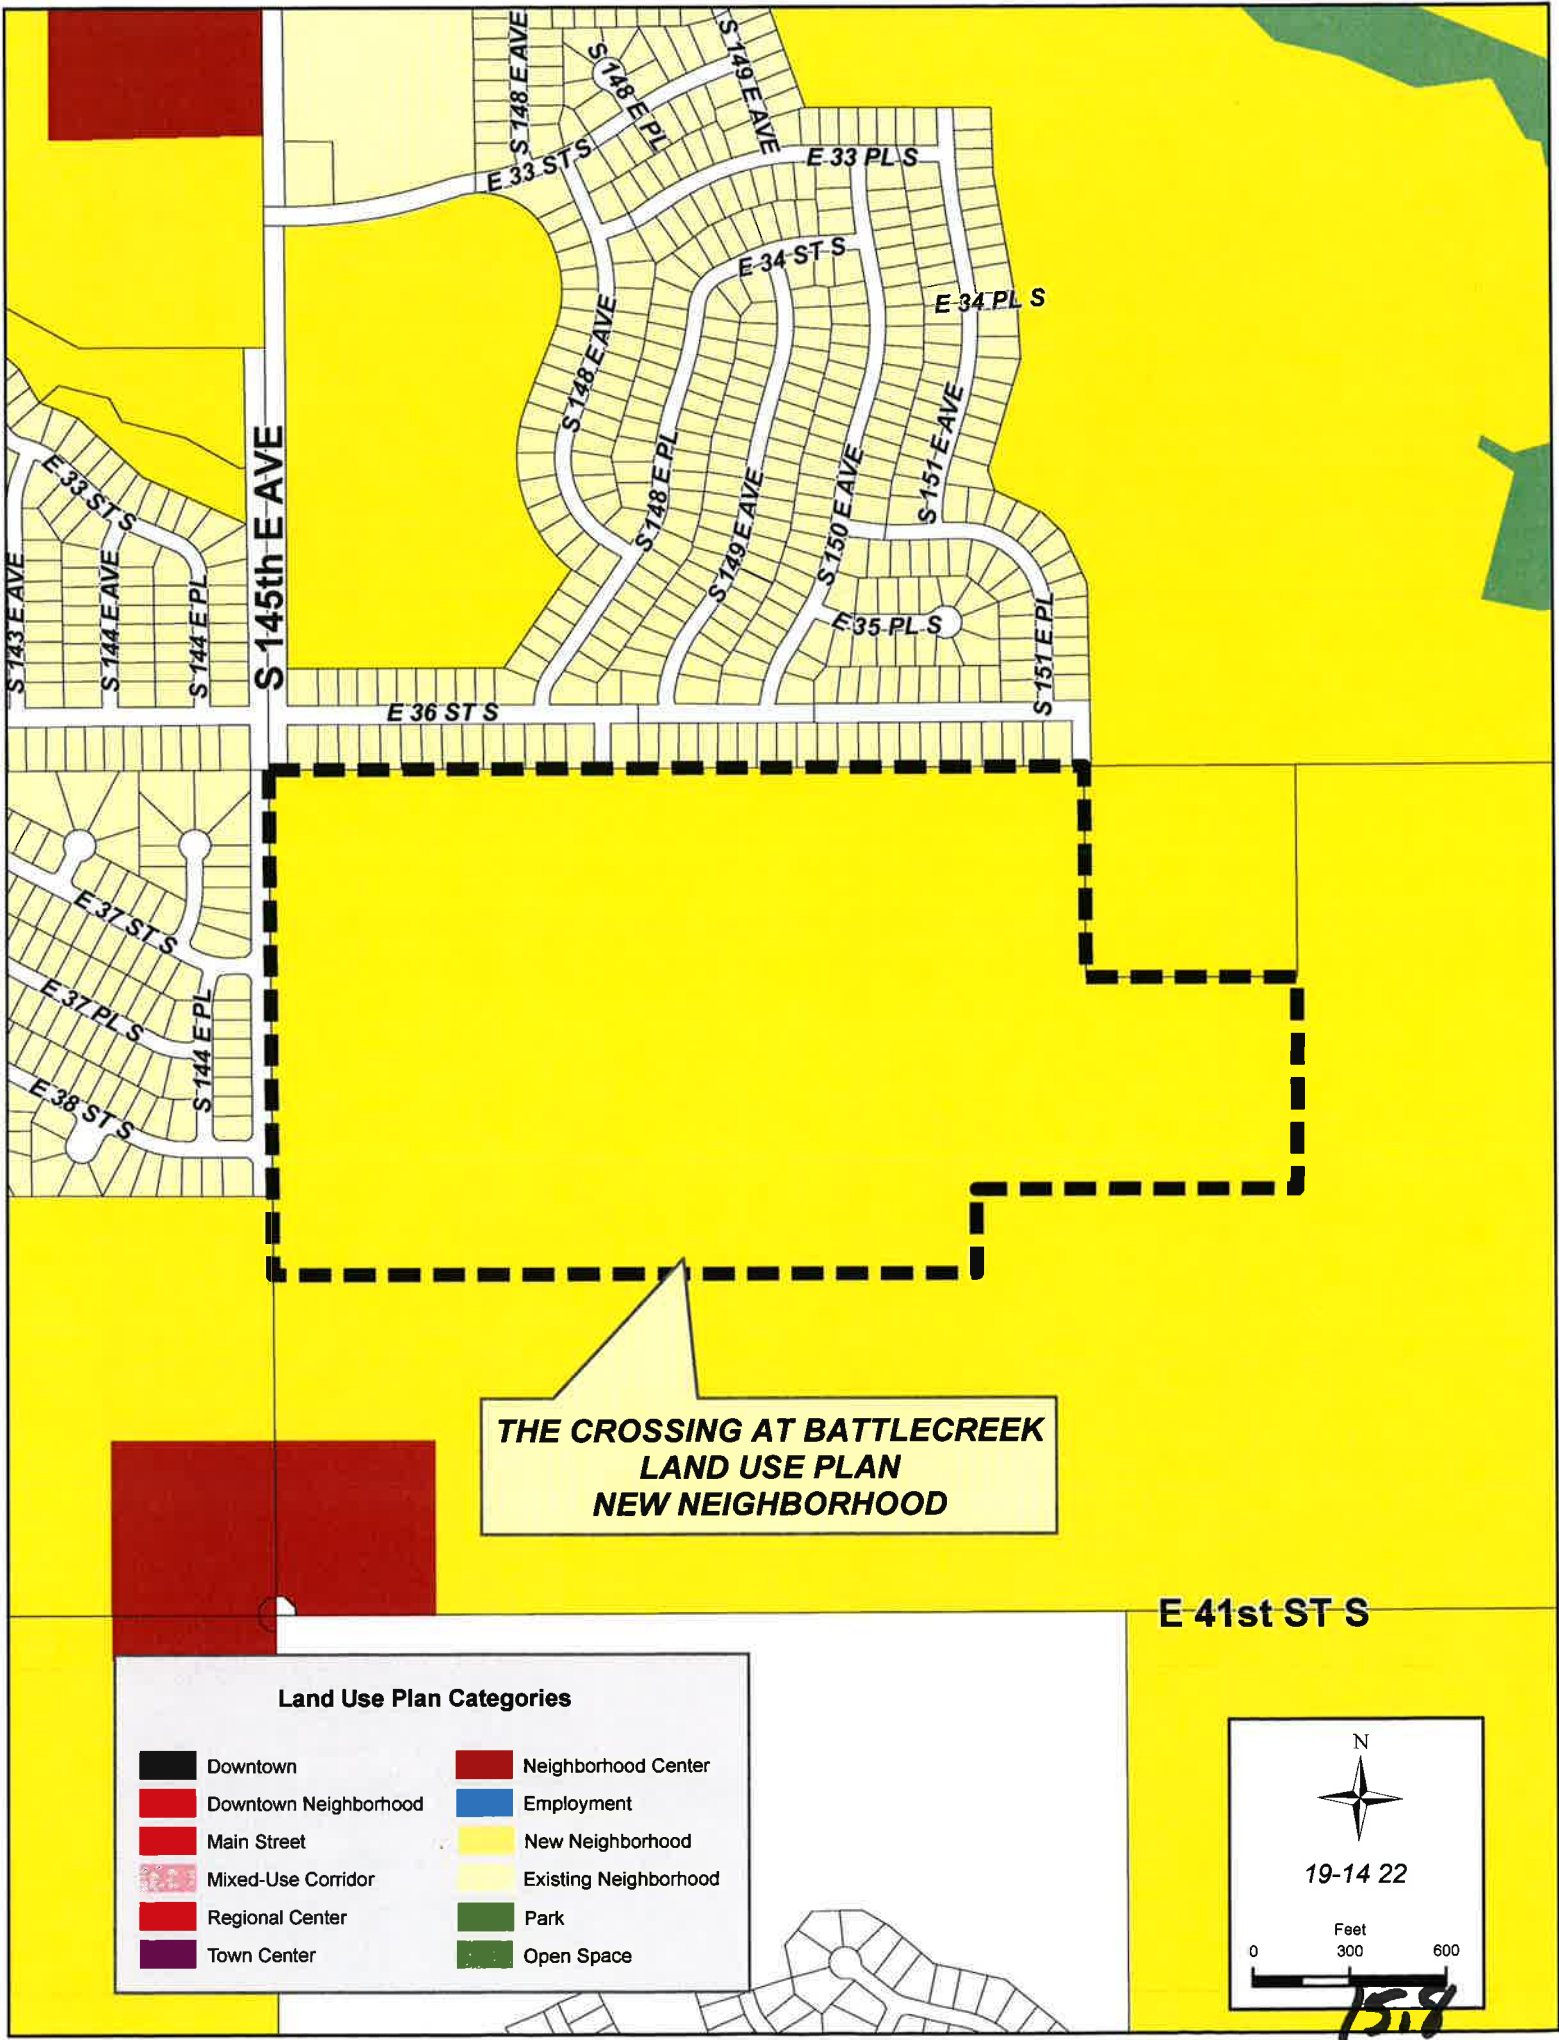 S 148 E AVE
S 148 E PL
S 149 E AVE
E 33 ST S
E 33 PL S
E 34 ST S
E 34 PL S
S 148 E AVE
S 148 E PL
S 149 E AVE
S 150 E AVE
S 151 E AVE
E 33 ST S
S 145th E AVE
S 143 E AVE
S 144 E AVE
S 144 E PL
E 35 PL S
S 151 E PL
E 36 ST S
E 37 ST S
E 37 PL S
S 144 E PL
E 38 ST S
THE CROSSING AT BATTLECREEK
LAND USE PLAN
NEW NEIGHBORHOOD
E 41st ST S
Land Use Plan Categories
Downtown
Downtown Neighborhood
Main Street
Mixed-Use Corridor
Regional Center
Town Center
Neighborhood Center
Employment
New Neighborhood
Existing Neighborhood
Park
Open Space
N
19-14 22
Feet
0 300 600
15.8